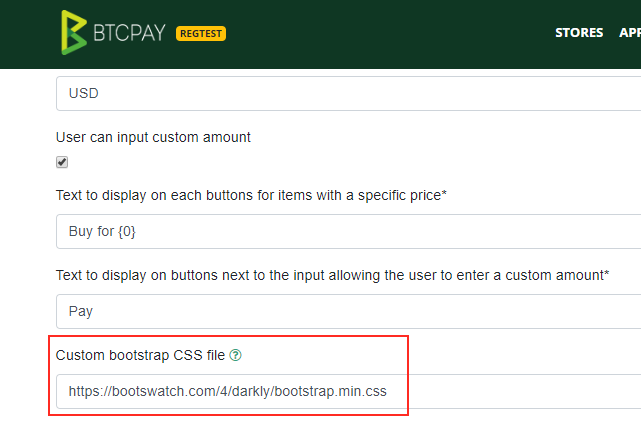 BTCPAY REGTEST STORES
USD
User can input custom amount
Text to display on each buttons for items with a specific price*
Buy for {0}
Text to display on buttons next to the input allowing the user to enter a custom amount*
Pay
Custom bootstrap CSS file ?
https://bootswatch.com/4/darkly/bootstrap.min.css